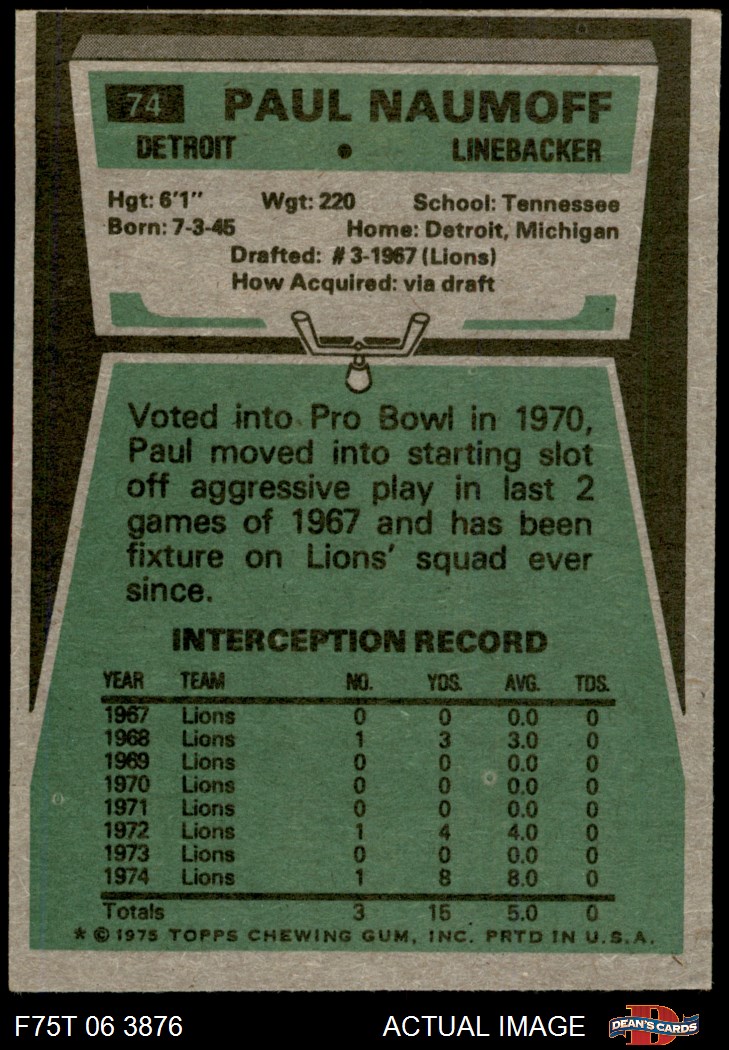 74 PAUL NAUMOFF
DETROIT • LINEBACKER
Hgt: 6'1" Wgt: 220 School: Tennessee
Born: 7-3-45 Home: Detroit, Michigan
Drafted: #3-1967 (Lions)
How Acquired: via draft
Voted into Pro Bowl in 1970,
Paul moved into starting slot
off aggressive play in last 2
games of 1967 and has been
fixture on Lions' squad ever
since.
INTERCEPTION RECORD
YEAR TEAM NO. YDS. AVG. TDS.
1967 Lions 0 0 0.0 0
1968 Lions 1 3 3.0 0
1969 Lions 0 0 0.0 0
1970 Lions 0 0 0.0 0
1971 Lions 0 0 0.0 0
1972 Lions 1 4 4.0 0
1973 Lions 0 0 0.0 0
1974 Lions 1 8 8.0 0
Totals 3 15 5.0 0
* © 1975 TOPPS CHEWING GUM, INC. PRTD IN U.S.A.
F75T 06 3876 ACTUAL IMAGE DEAN'S CARDS